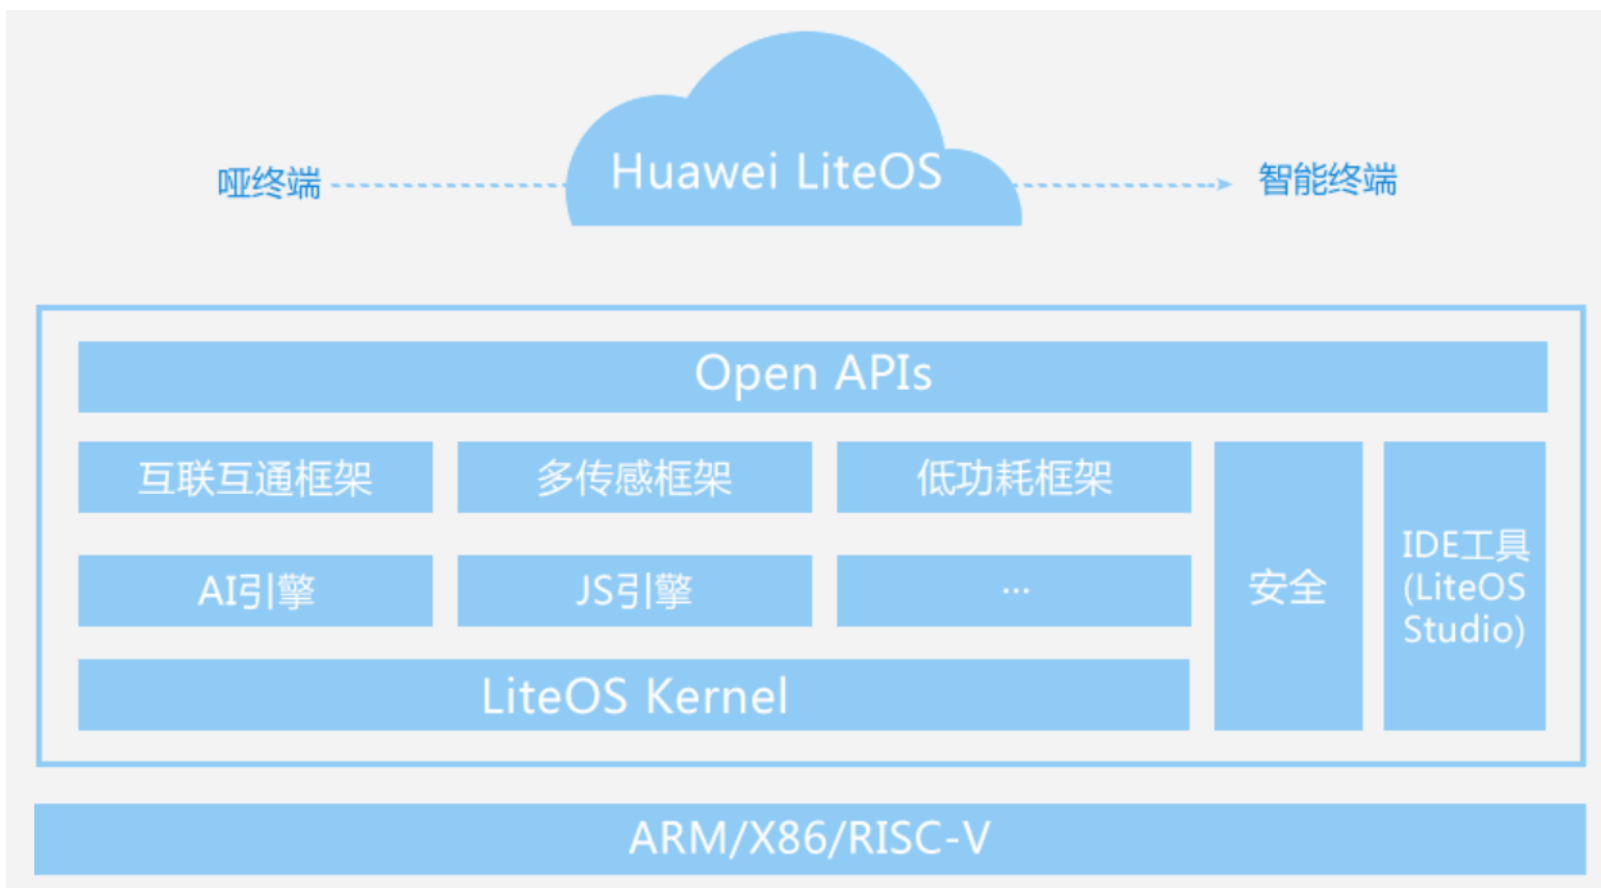 Huawei LiteOS
哑终端
智能终端
Open APIs
互联互通框架
多传感框架
低功耗框架
AI引擎
JS引擎
...
安全
IDE工具
(LiteOS
Studio)
LiteOS Kernel
ARM/X86/RISC-V